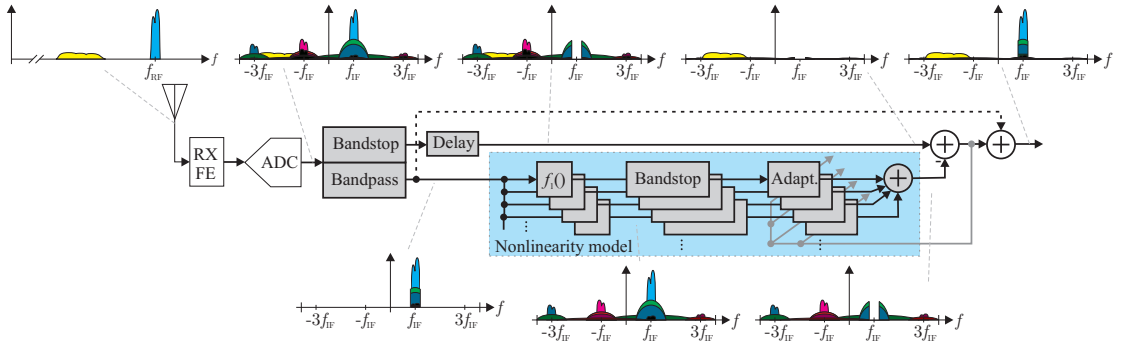 f
f_RF
-3f_IF -f_IF f_IF 3f_IF f
-3f_IF -f_IF f_IF 3f_IF f
-3f_IF -f_IF f_IF 3f_IF f
-3f_IF -f_IF f_IF 3f_IF f
RX
FE
ADC
Bandstop
Bandpass
Delay
f_i()
Bandstop
Adapt.
+
+
+
-
⋮
⋮
⋮
Nonlinearity model
-3f_IF -f_IF f_IF 3f_IF f
-3f_IF -f_IF f_IF 3f_IF f
-3f_IF -f_IF f_IF 3f_IF f